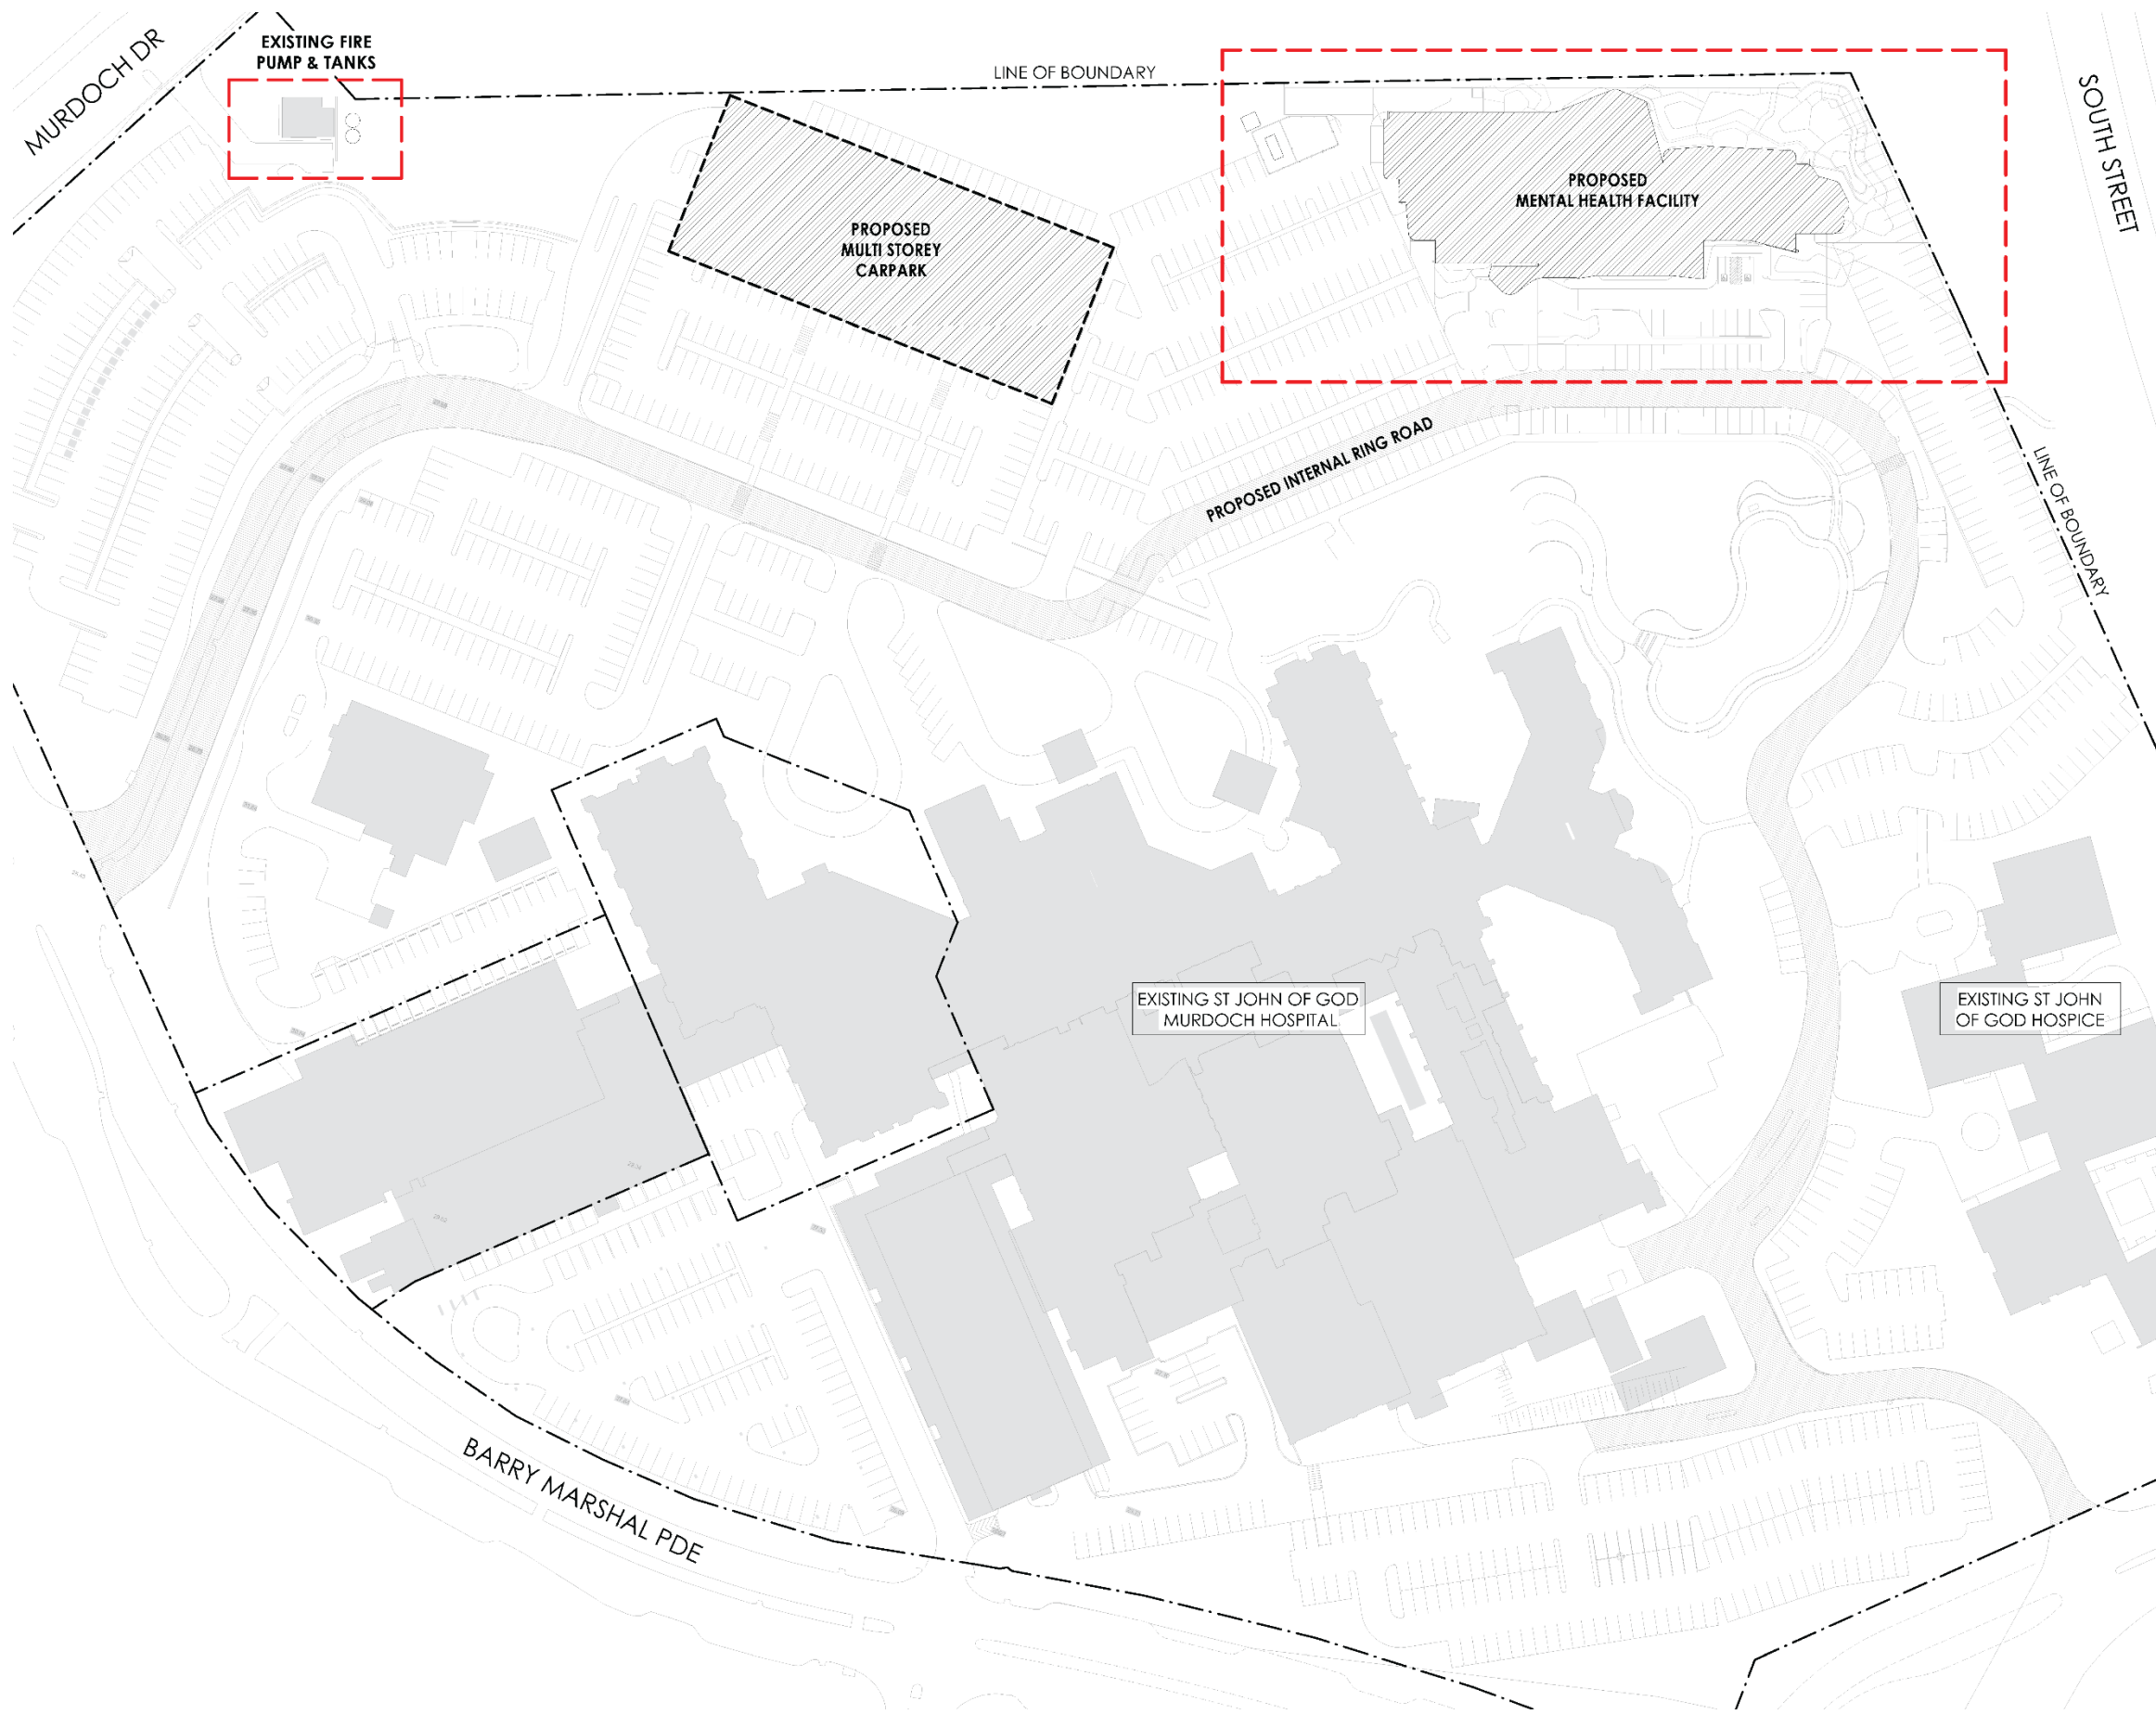 MURDOCH DR
EXISTING FIRE
PUMP & TANKS
LINE OF BOUNDARY
SOUTH STREET
PROPOSED
MULTI STOREY
CARPARK
PROPOSED
MENTAL HEALTH FACILITY
PROPOSED INTERNAL RING ROAD
LINE OF BOUNDARY
EXISTING ST JOHN OF GOD
MURDOCH HOSPITAL
EXISTING ST JOHN
OF GOD HOSPICE
BARRY MARSHAL PDE